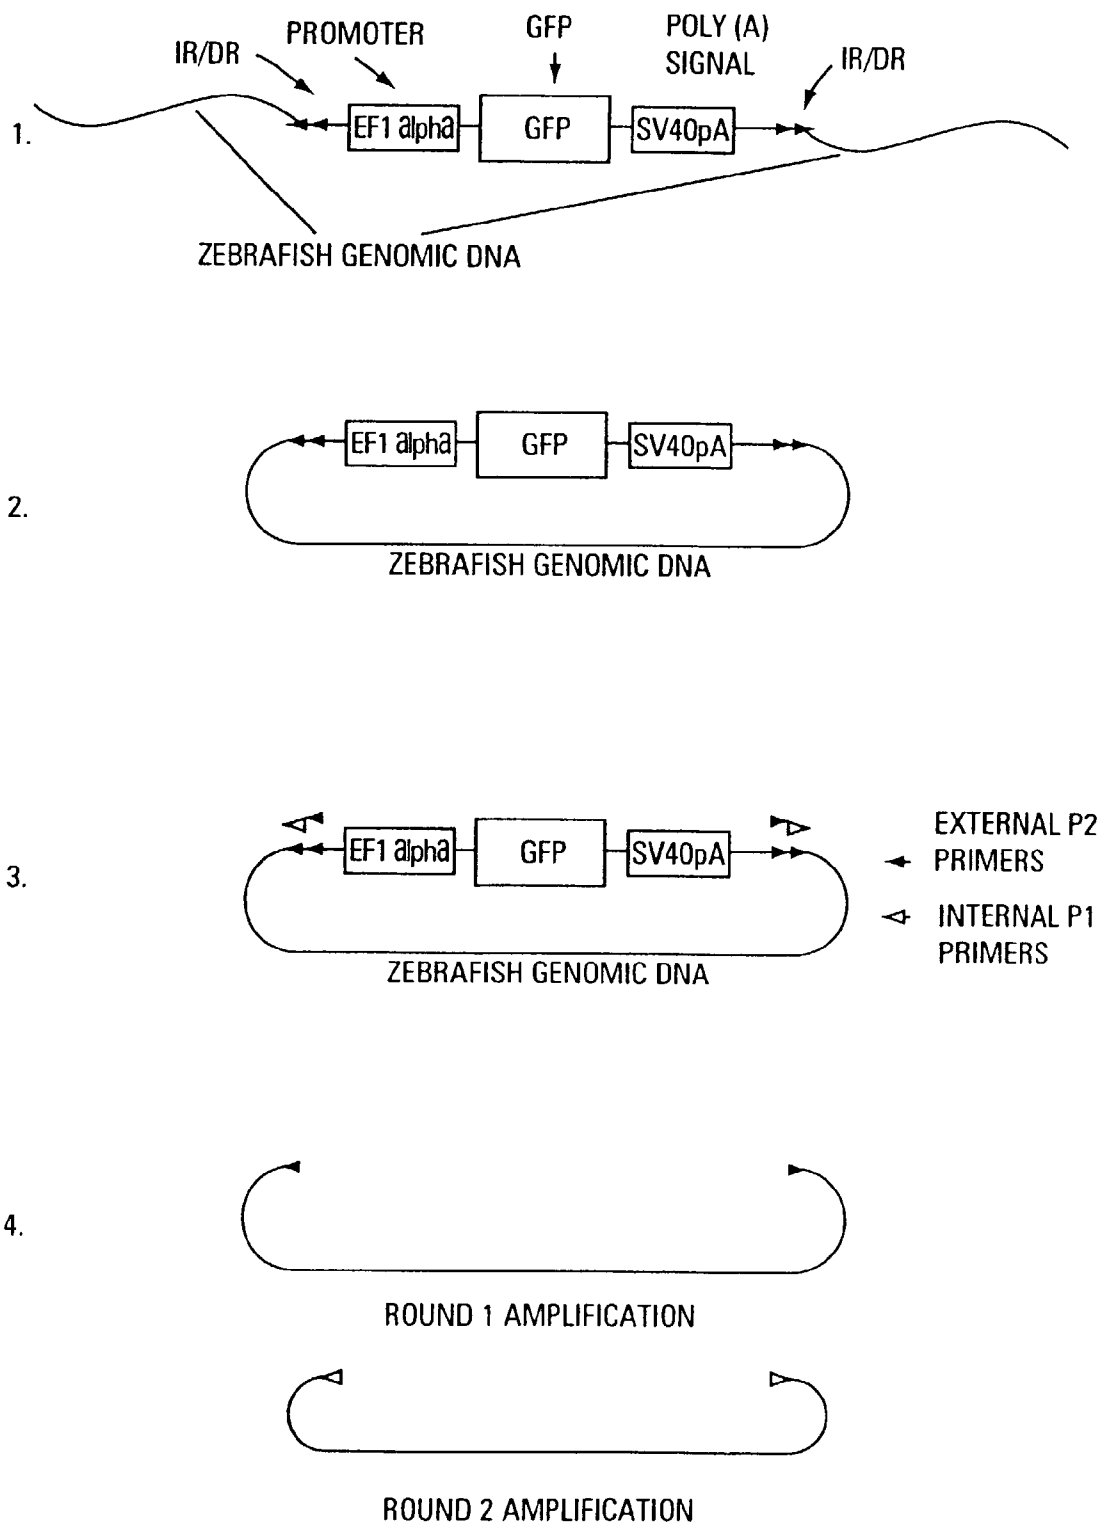 IR/DR
PROMOTER
GFP
POLY (A)
SIGNAL
IR/DR
1.
EF1 alpha
GFP
SV40pA
ZEBRAFISH GENOMIC DNA
2.
EF1 alpha
GFP
SV40pA
ZEBRAFISH GENOMIC DNA
3.
EF1 alpha
GFP
SV40pA
ZEBRAFISH GENOMIC DNA
EXTERNAL P2
PRIMERS
INTERNAL P1
PRIMERS
4.
ROUND 1 AMPLIFICATION
ROUND 2 AMPLIFICATION